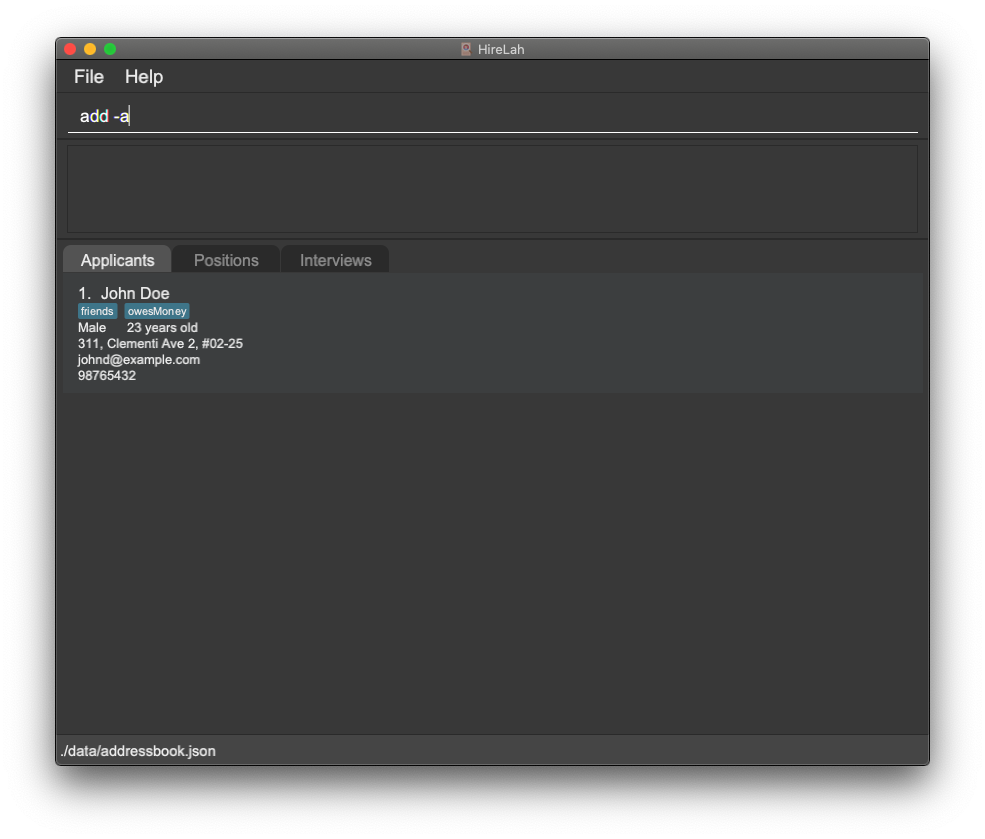 HireLah
File Help
add -a
Applicants Positions Interviews
1. John Doe
friends owesMoney
Male 23 years old
311, Clementi Ave 2, #02-25
johnd@example.com
98765432
./data/addressbook.json